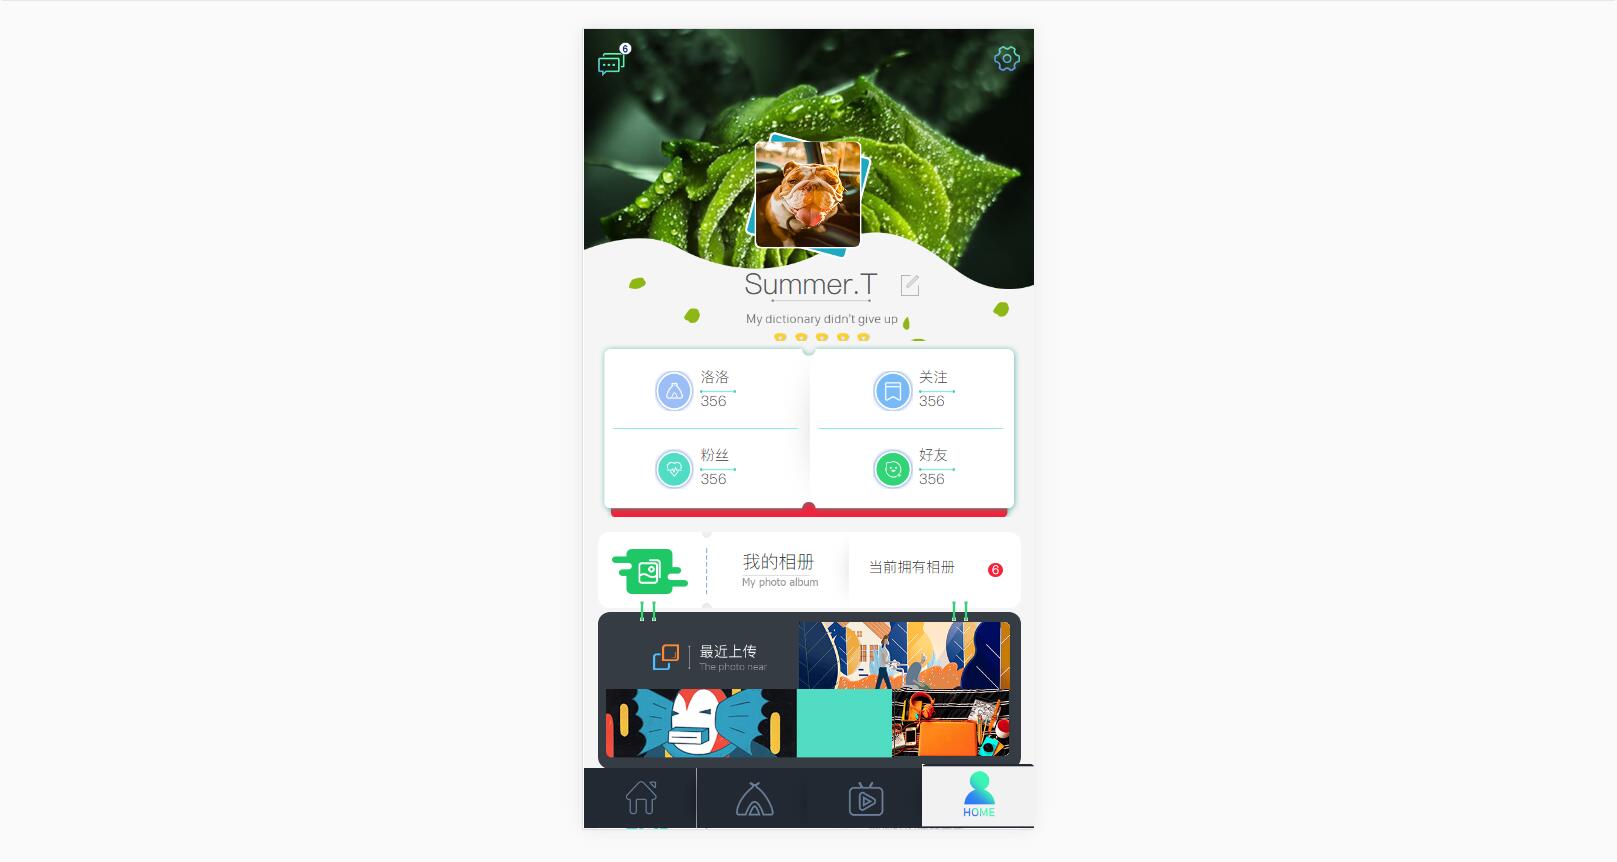 6
Summer.T
My dictionary didn't give up
洛洛
356
关注
356
粉丝
356
好友
356
我的相册
My photo album
当前拥有相册
6
最近上传
The photo near
HOME